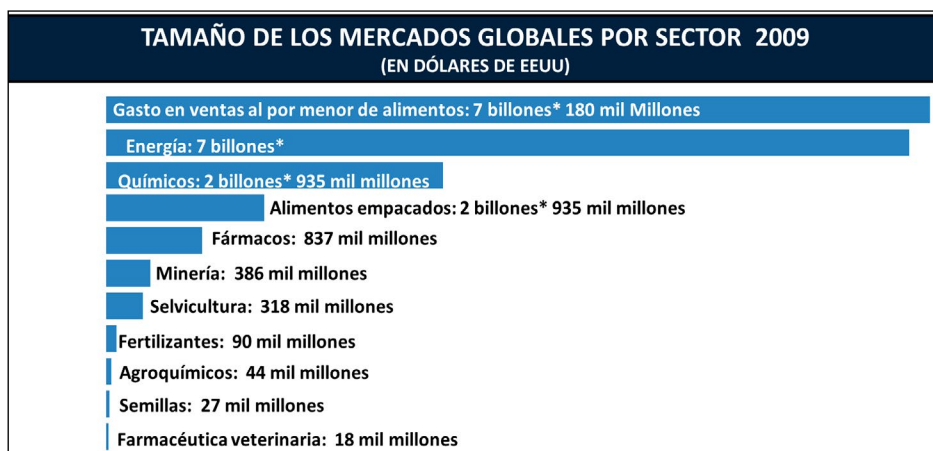 TAMAÑO DE LOS MERCADOS GLOBALES POR SECTOR 2009
(EN DÓLARES DE EEUU)
Gasto en ventas al por menor de alimentos: 7 billones* 180 mil Millones
Energía: 7 billones*
Químicos: 2 billones* 935 mil millones
Alimentos empacados: 2 billones* 935 mil millones
Fármacos: 837 mil millones
Minería: 386 mil millones
Selvicultura: 318 mil millones
Fertilizantes: 90 mil millones
Agroquímicos: 44 mil millones
Semillas: 27 mil millones
Farmacéutica veterinaria: 18 mil millones